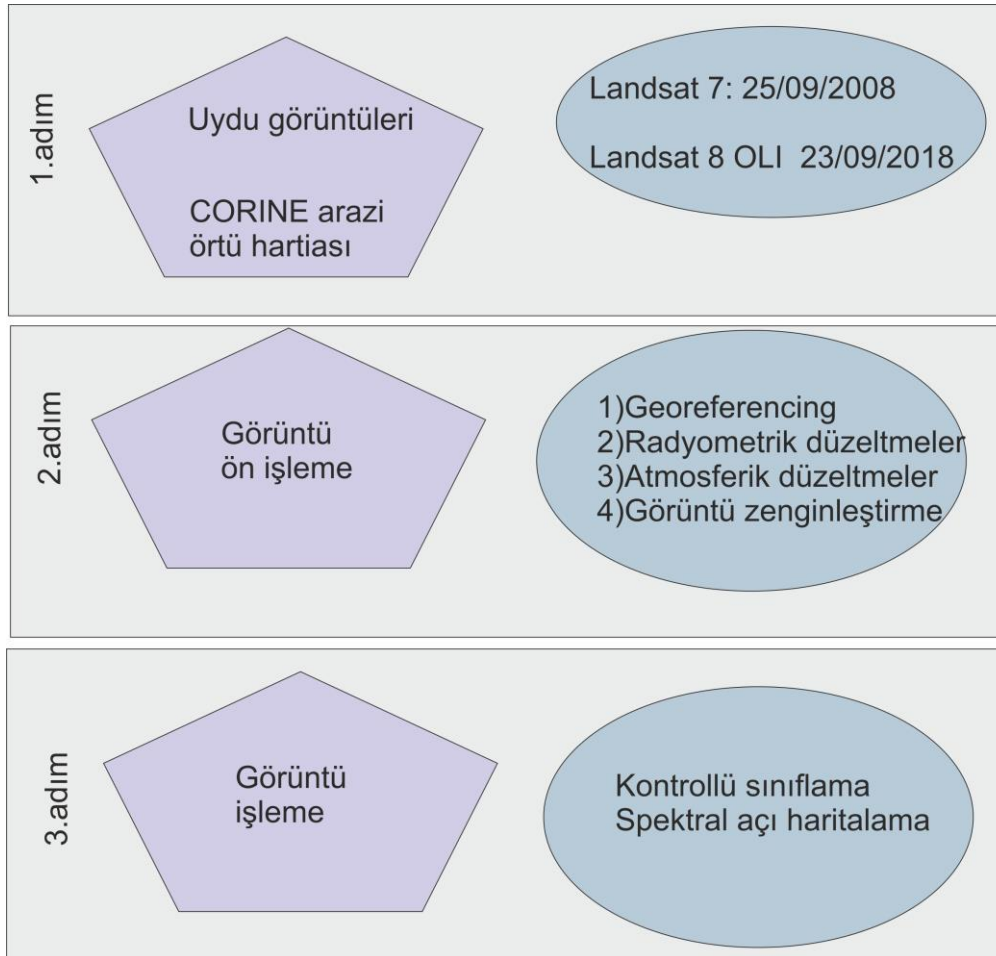 1.adım
Uydu görüntüleri
CORINE arazi
örtü hartiası
Landsat 7: 25/09/2008
Landsat 8 OLI 23/09/2018
2.adım
Görüntü
ön işleme
1)Georeferencing
2)Radyometrik düzeltmeler
3)Atmosferik düzeltmeler
4)Görüntü zenginleştirme
3.adım
Görüntü
işleme
Kontrollü sınıflama
Spektral açı haritalama